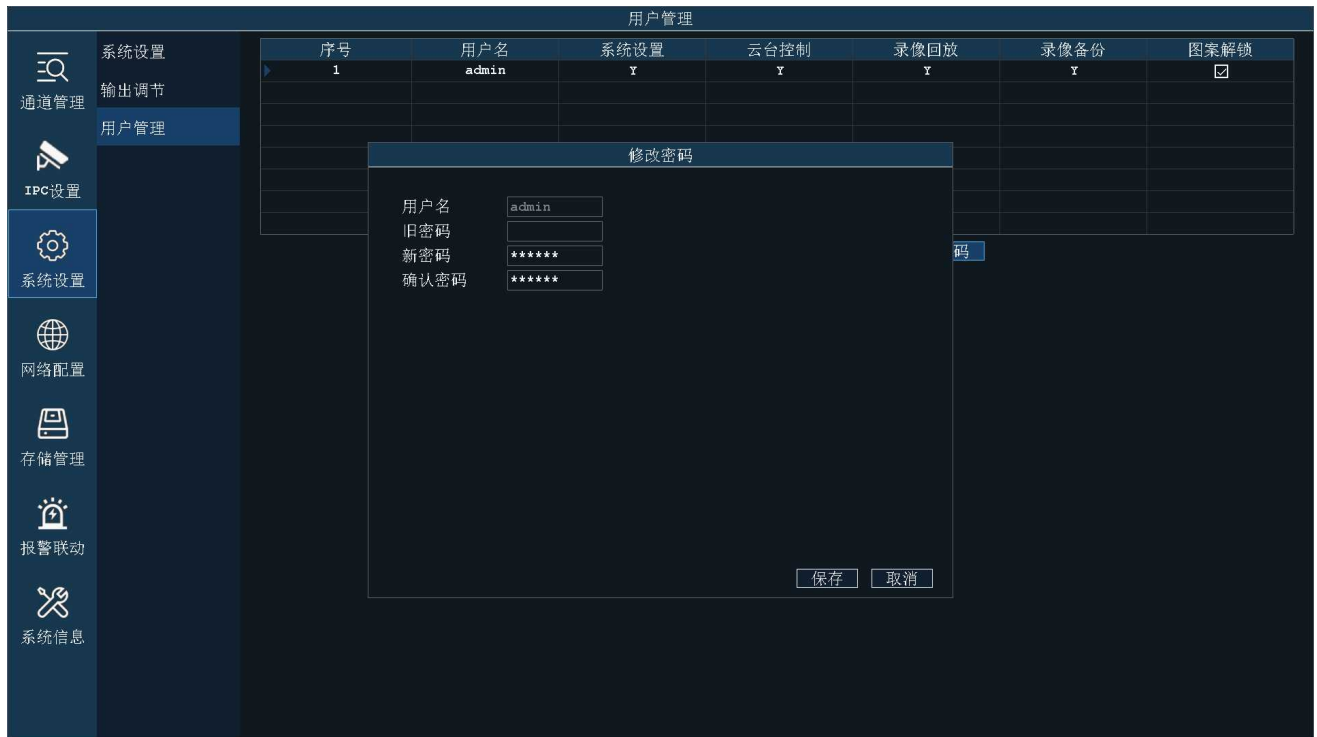 用户管理
通道管理
IPC设置
系统设置
网络配置
存储管理
报警联动
系统信息
系统设置
输出调节
用户管理
序号 用户名 系统设置 云台控制 录像回放 录像备份 图案解锁
1 admin Y Y Y Y
修改密码
用户名 admin
旧密码
新密码 ******
确认密码 ******
码
保存 取消